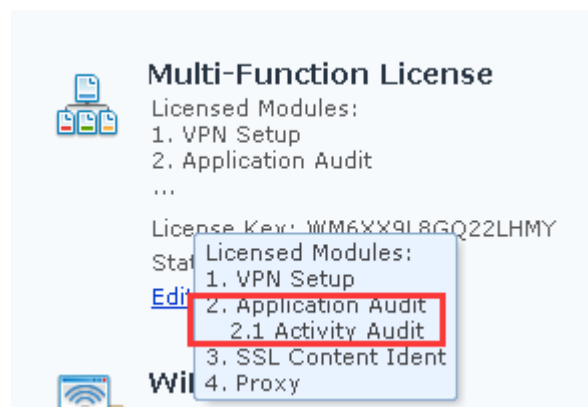 Multi-Function License
Licensed Modules:
1. VPN Setup
2. Application Audit
...
License Key: WM6XX9L8GQ22LHMY
Licensed Modules:
1. VPN Setup
2. Application Audit
2.1 Activity Audit
3. SSL Content Ident
4. Proxy